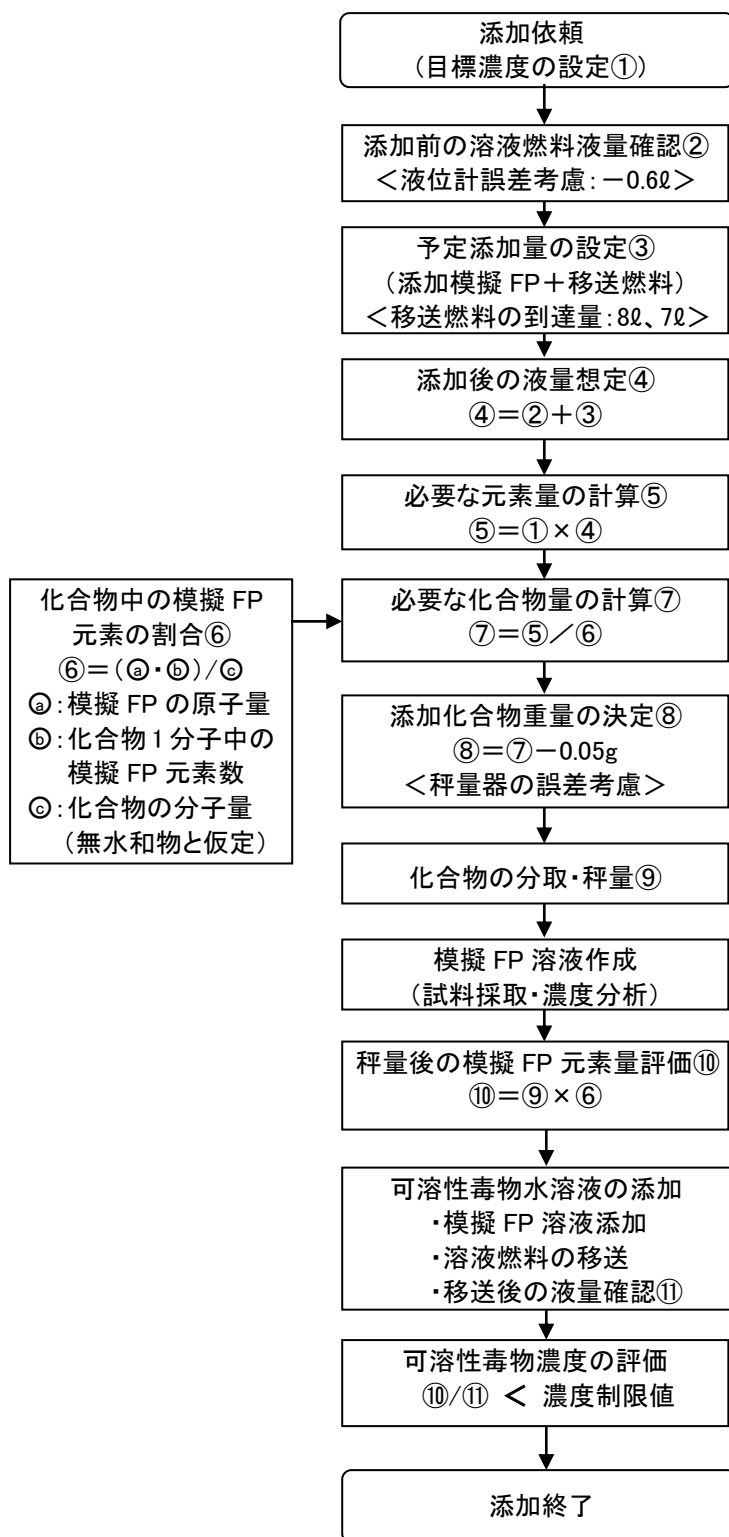 添加依頼
(目標濃度の設定①)
添加前の溶液燃料液量確認②
<液位計誤差考慮:-0.6ℓ>
予定添加量の設定③
(添加模擬 FP+移送燃料)
<移送燃料の到達量:8ℓ、7ℓ>
添加後の液量想定④
④=②+③
必要な元素量の計算⑤
⑤=①×④
化合物中の模擬 FP
元素の割合⑥
⑥=(ⓐ・ⓑ)/ⓒ
ⓐ:模擬 FP の原子量
ⓑ:化合物 1 分子中の
模擬 FP 元素数
ⓒ:化合物の分子量
(無水和物と仮定)
必要な化合物量の計算⑦
⑦=⑤/⑥
添加化合物重量の決定⑧
⑧=⑦-0.05g
<秤量器の誤差考慮>
化合物の分取・秤量⑨
模擬 FP 溶液作成
(試料採取・濃度分析)
秤量後の模擬 FP 元素量評価⑩
⑩=⑨×⑥
可溶性毒物水溶液の添加
・模擬 FP 溶液添加
・溶液燃料の移送
・移送後の液量確認⑪
可溶性毒物濃度の評価
⑩/⑪ < 濃度制限値
添加終了